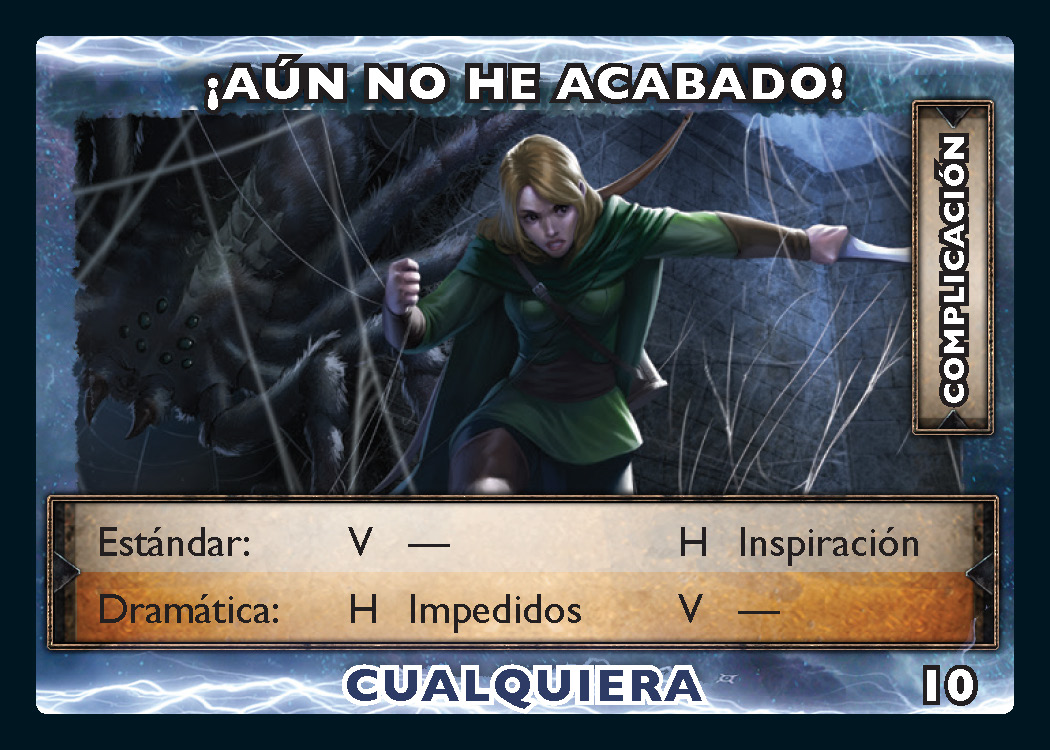 ¡AÚN NO HE ACABADO!
COMPLICACIÓN
Estándar: V — H Inspiración
Dramática: H Impedidos V —
CUALQUIERA
10